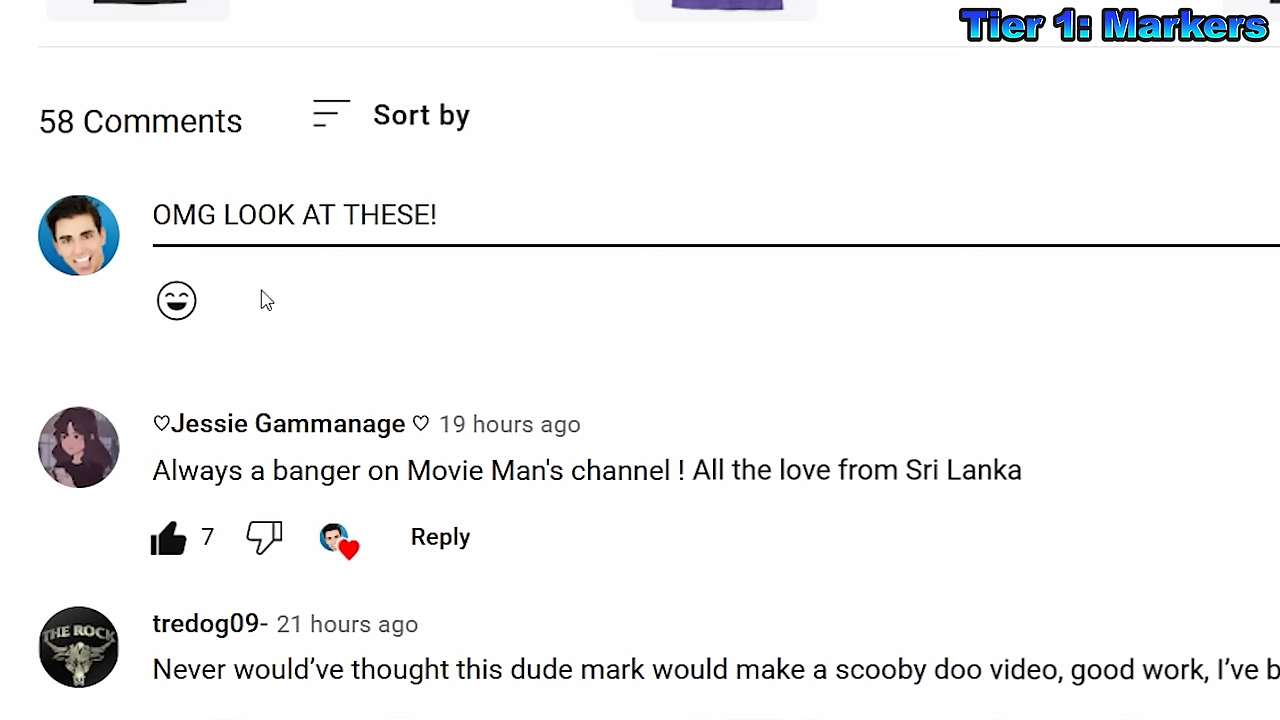 Tier 1: Markers
58 Comments
Sort by
OMG LOOK AT THESE!
♡Jessie Gammanage ♡ 19 hours ago
Always a banger on Movie Man's channel ! All the love from Sri Lanka
7
Reply
THE ROCK
tredog09- 21 hours ago
Never would’ve thought this dude mark would make a scooby doo video, good work, I’ve b